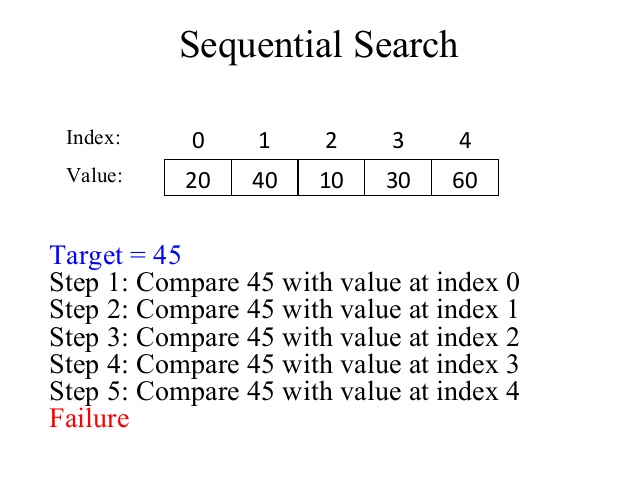 Sequential Search
Index: 0 1 2 3 4
Value: 20 40 10 30 60
Target = 45
Step 1: Compare 45 with value at index 0
Step 2: Compare 45 with value at index 1
Step 3: Compare 45 with value at index 2
Step 4: Compare 45 with value at index 3
Step 5: Compare 45 with value at index 4
Failure